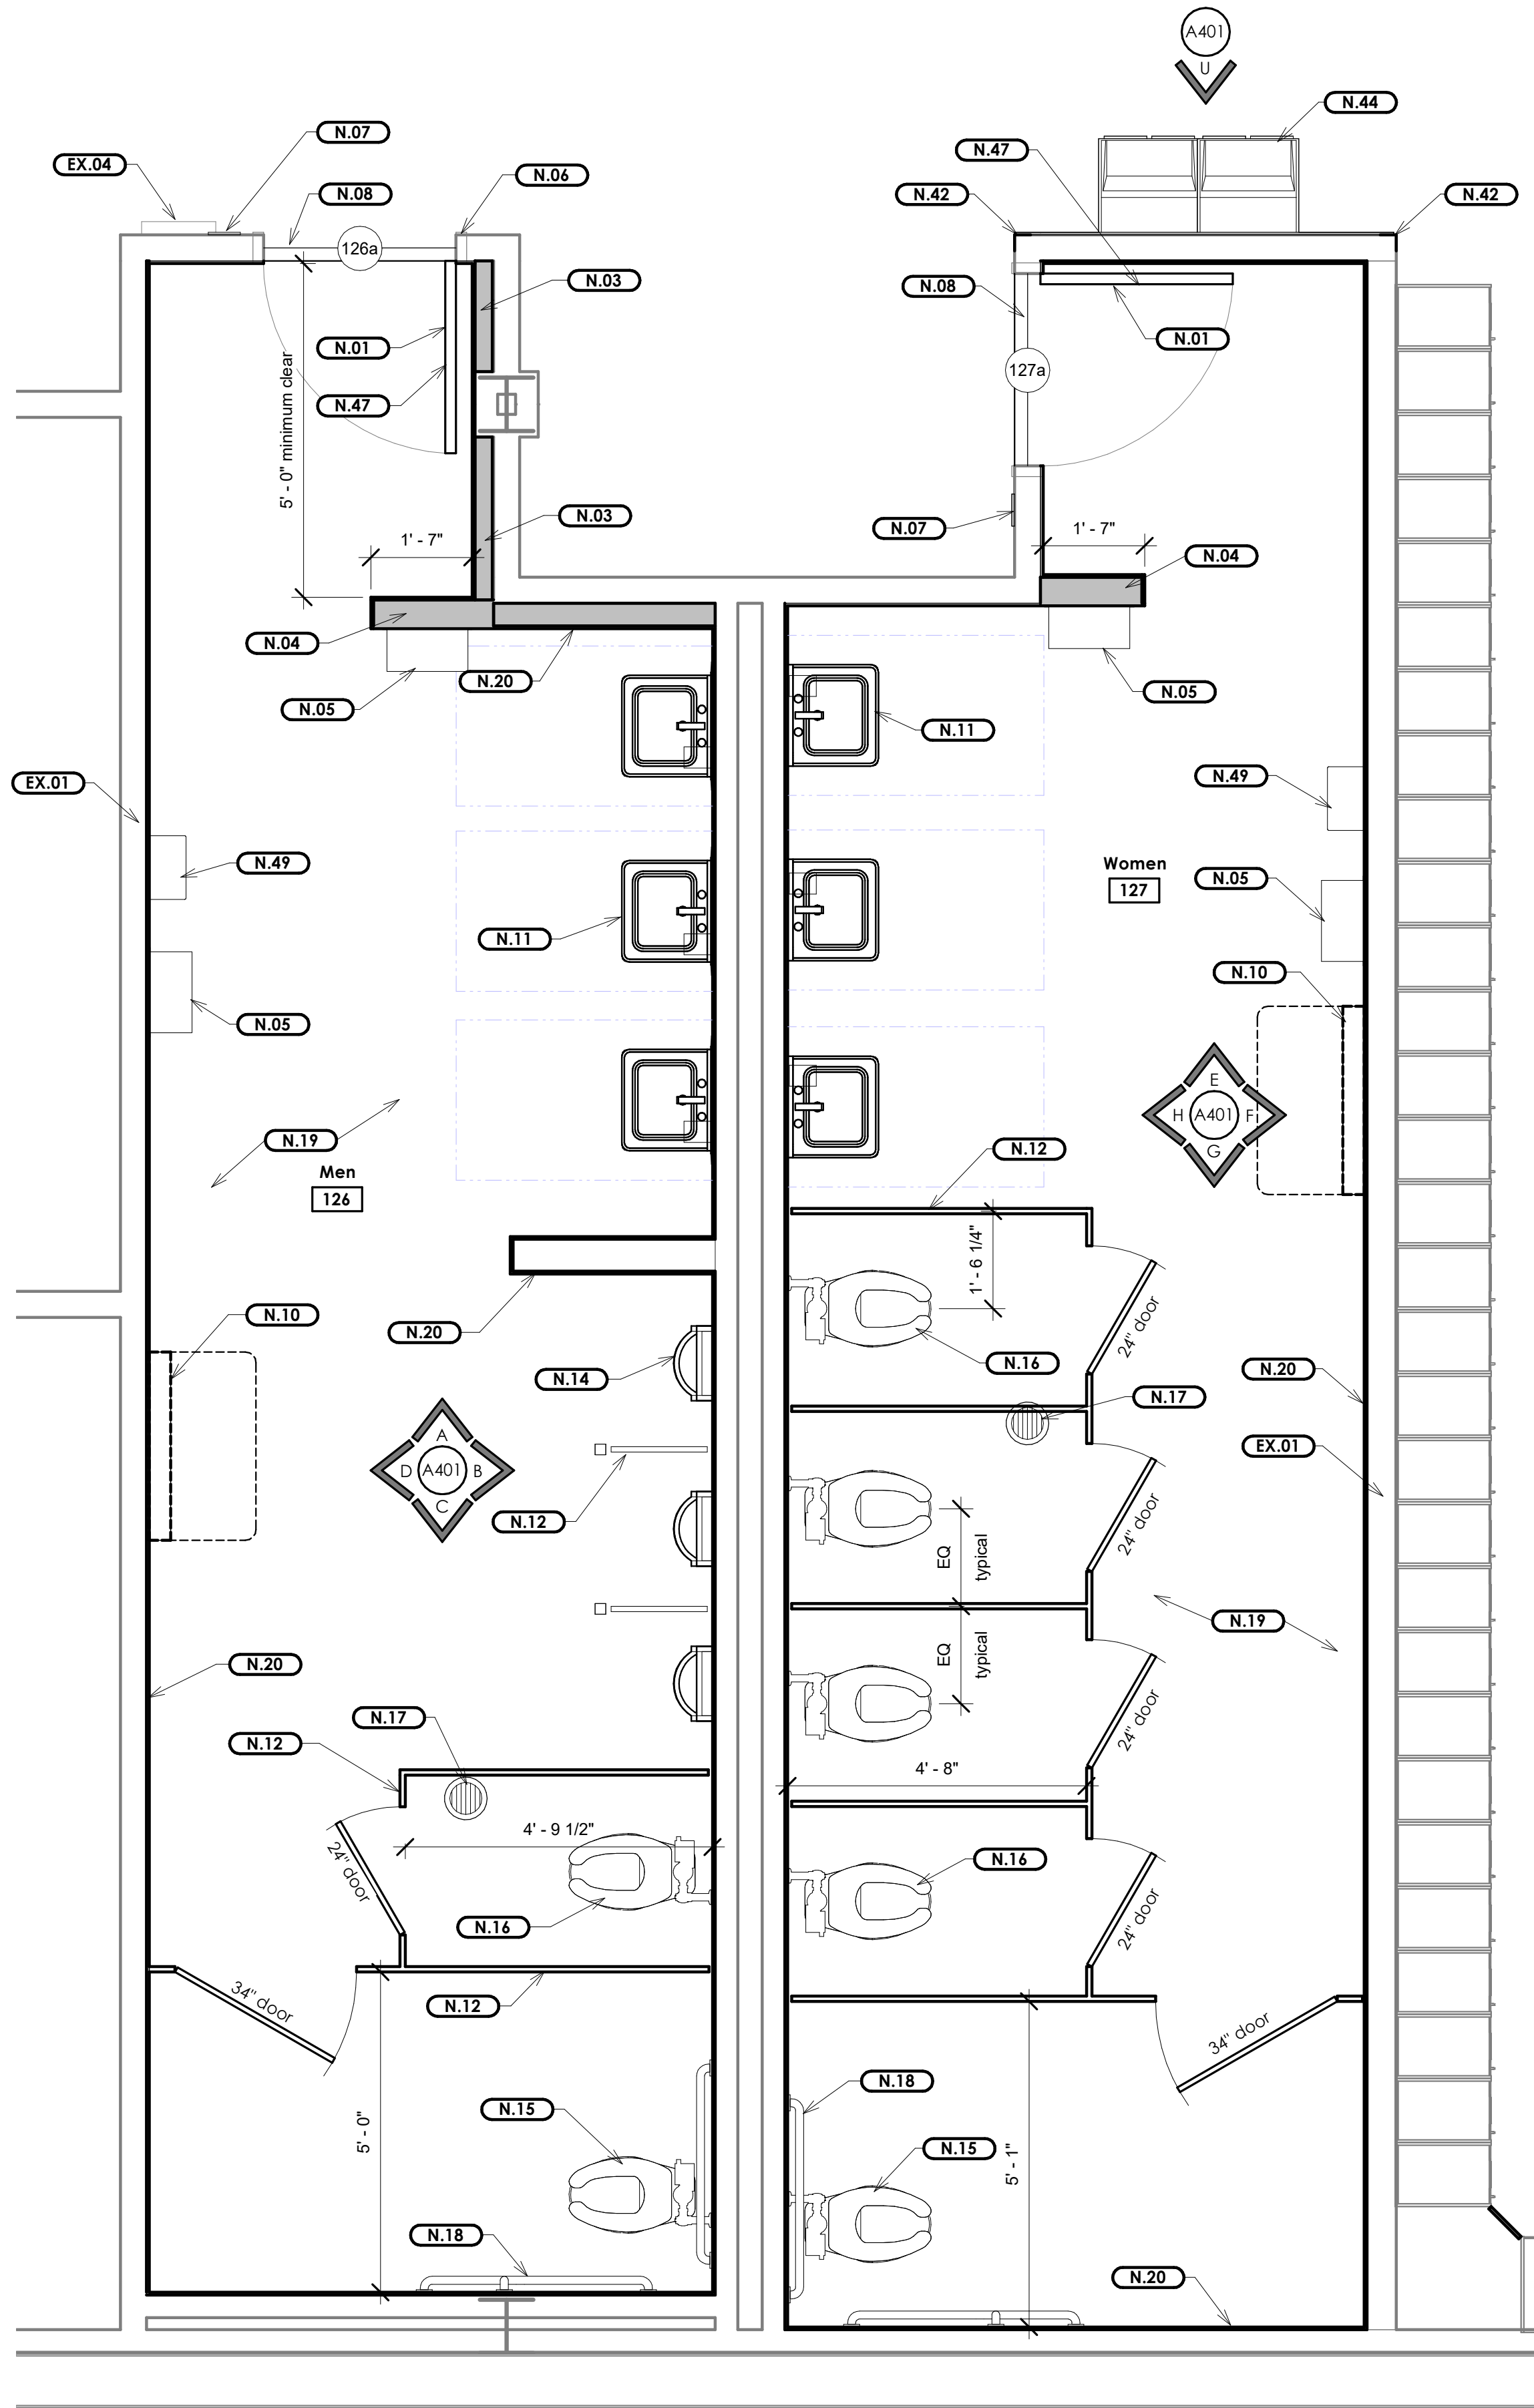 A401
U
N.44
N.07
N.47
EX.04
N.06
N.08
N.42
N.42
126a
N.03
N.08
N.01
N.01
5' - 0" minimum clear
127a
N.47
N.03
N.07
1' - 7"
1' - 7"
N.04
N.04
N.20
N.05
N.05
N.11
EX.01
N.49
N.49
Women
127
N.05
N.11
N.10
N.05
E
H
A401
F
G
N.19
N.12
Men
126
1' - 6 1/4"
N.10
N.20
24" door
N.14
N.16
N.20
N.17
A
D
A401
B
C
EX.01
N.12
24" door
EQ
typical
N.19
EQ
typical
N.20
N.17
24" door
N.12
4' - 8"
4' - 9 1/2"
24" door
N.16
N.16
24" door
34" door
N.12
34" door
N.18
N.15
5' - 0"
N.15
5' - 1"
N.18
N.20